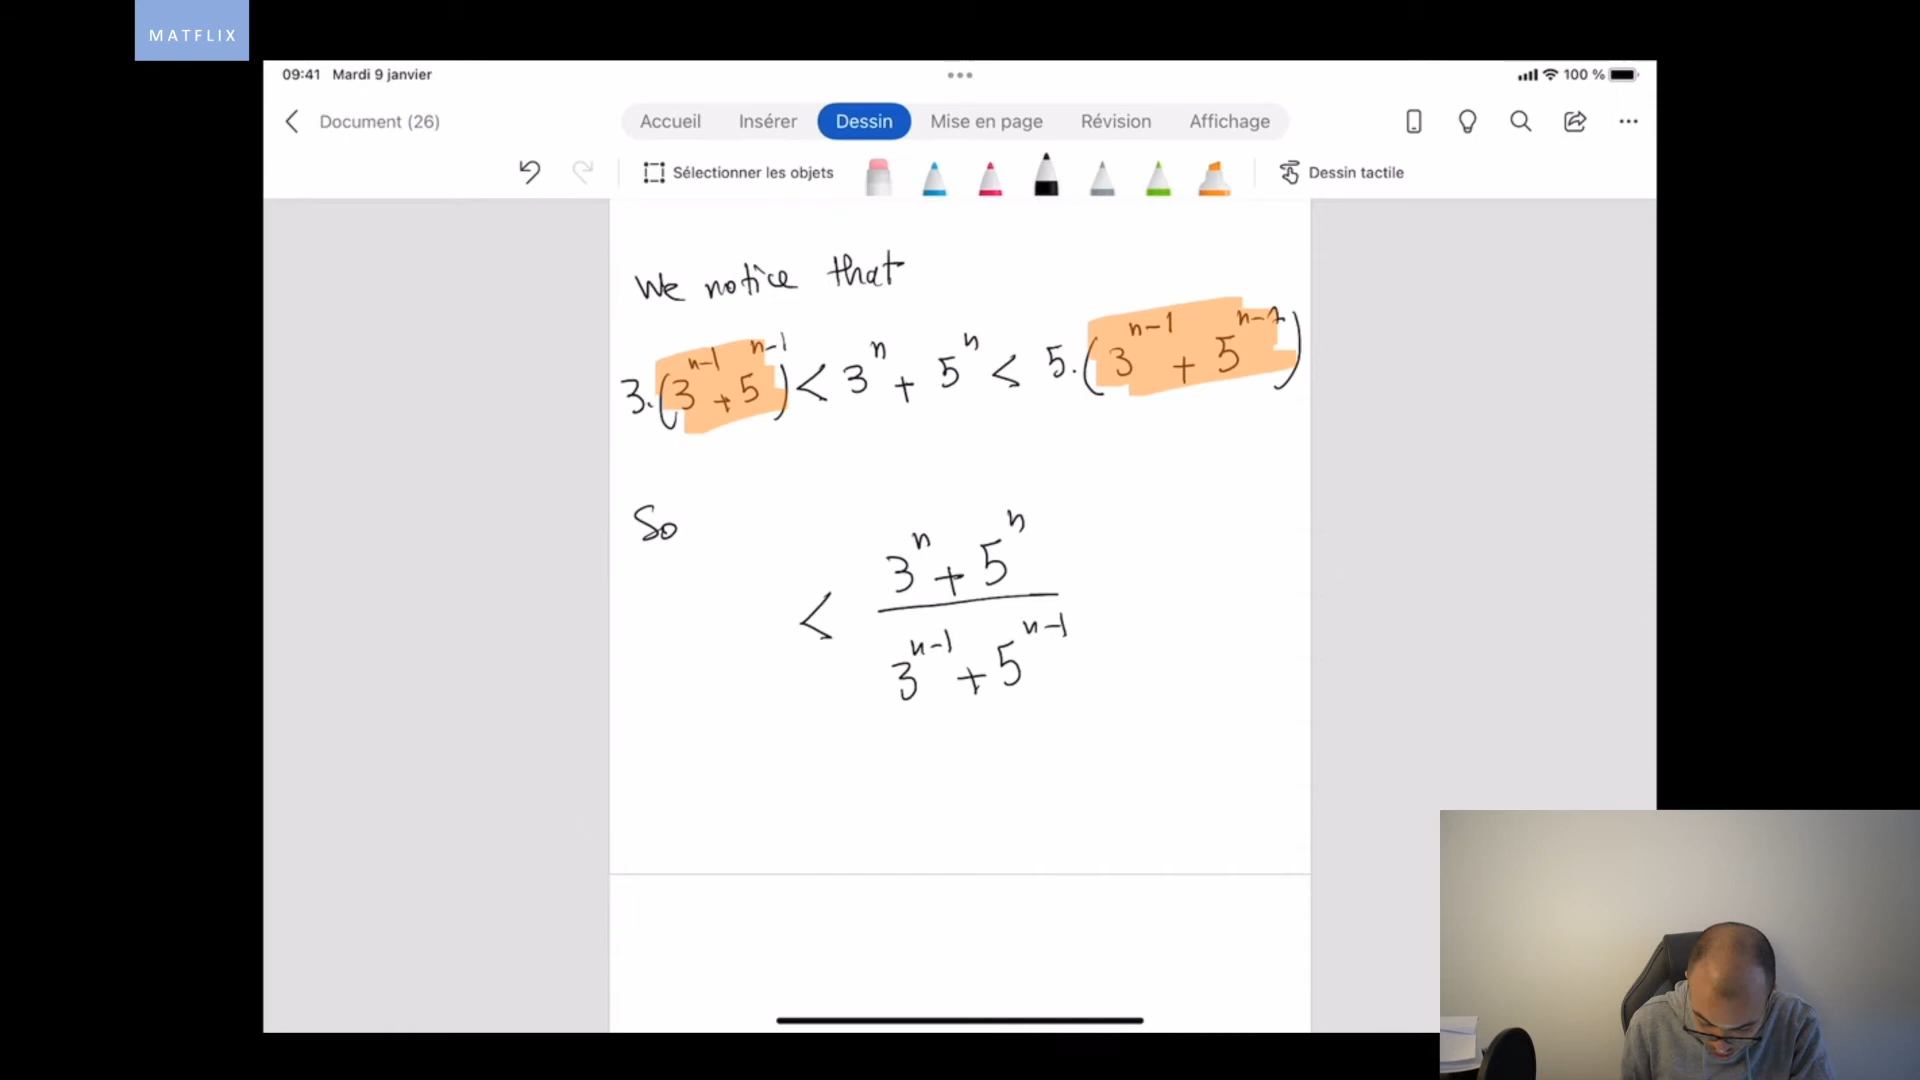 MATFLIX
09:41 Mardi 9 janvier
100 %
Document (26)
Accueil Insérer Dessin Mise en page Révision Affichage
Sélectionner les objets
Dessin tactile
We notice that
3.(3^{n-1} + 5^{n-1}) < 3^n + 5^n < 5.(3^{n-1} + 5^{n-1})
So
< \frac{3^n + 5^n}{3^{n-1} + 5^{n-1}}